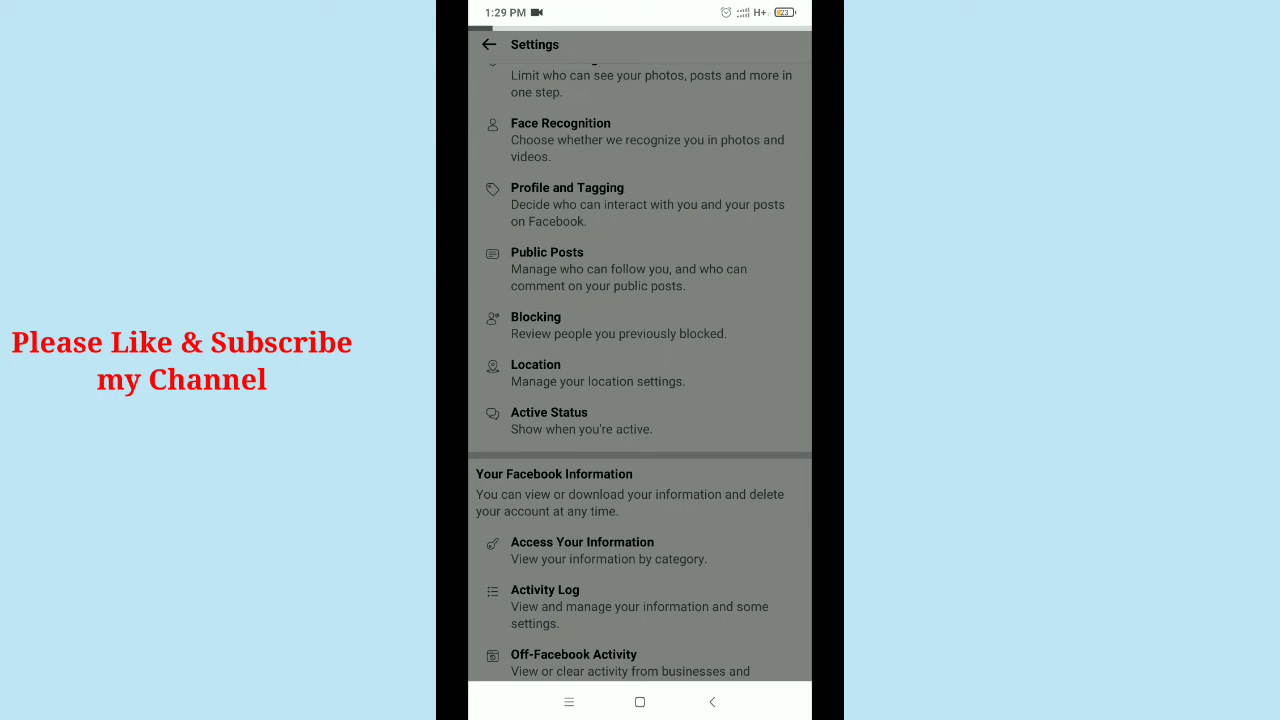 1:29 PM
H+
23
Settings
Limit who can see your photos, posts and more in
one step.
Face Recognition
Choose whether we recognize you in photos and
videos.
Profile and Tagging
Decide who can interact with you and your posts
on Facebook.
Public Posts
Manage who can follow you, and who can
comment on your public posts.
Blocking
Review people you previously blocked.
Location
Manage your location settings.
Active Status
Show when you're active.
Your Facebook Information
You can view or download your information and delete
your account at any time.
Access Your Information
View your information by category.
Activity Log
View and manage your information and some
settings.
Off-Facebook Activity
View or clear activity from businesses and
Please Like & Subscribe
my Channel